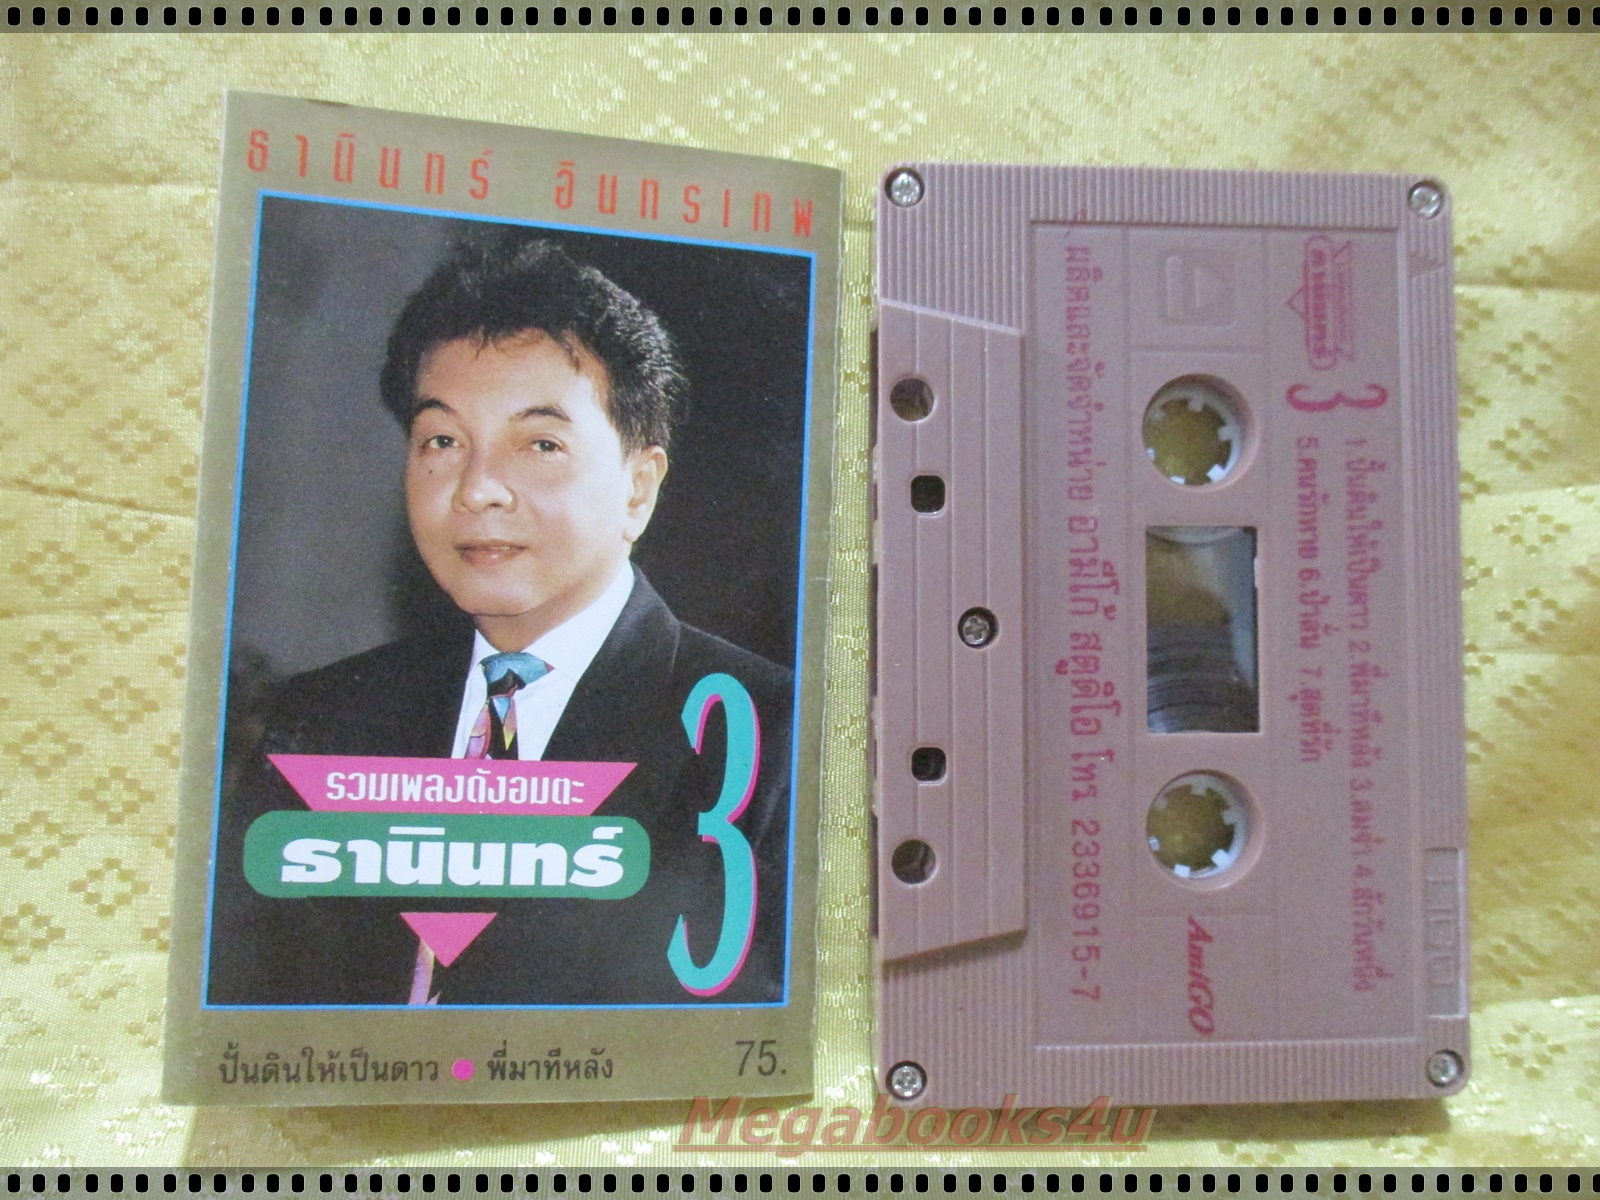 ธานินทร์ อินทรเทพ
รวมเพลงดังอมตะ
ธานินทร์
3
ปั้นดินให้เป็นดาว ● พี่มาทีหลัง
75.
3
1.ปั้นดินให้เป็นดาว 2.พี่มาทีหลัง 3.ลมจ๋า 4.สักวันหนึ่ง
5.คนรักหาย 6.ป่าลั่น 7.สุดที่รัก
AmiGO
ผลิตและจัดจำหน่าย อามีโก้ สตูดิโอ โทร 2336915-7
Megabooks4u